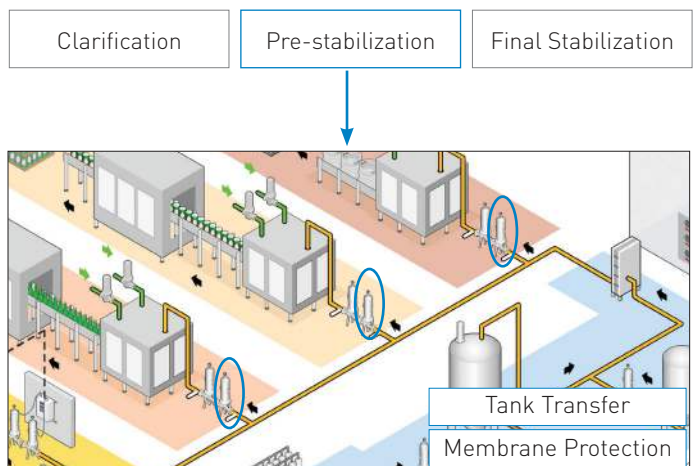 Clarification
Pre-stabilization
Final Stabilization
Tank Transfer
Membrane Protection